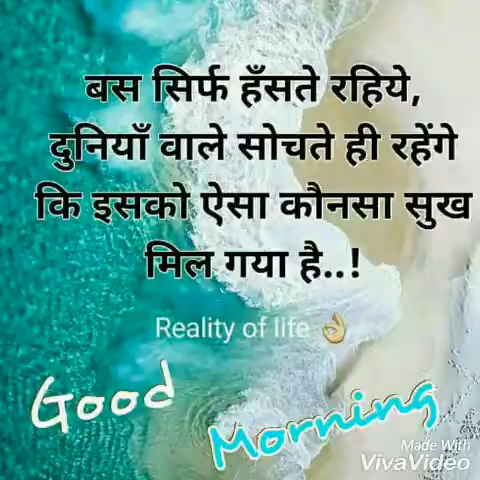 बस सिर्फ हँसते रहिये,
दुनियाँ वाले सोचते ही रहेंगे
कि इसको ऐसा कौनसा सुख
मिल गया है..!
Reality of life 👌
Good
Morning
Made With
VivaVideo